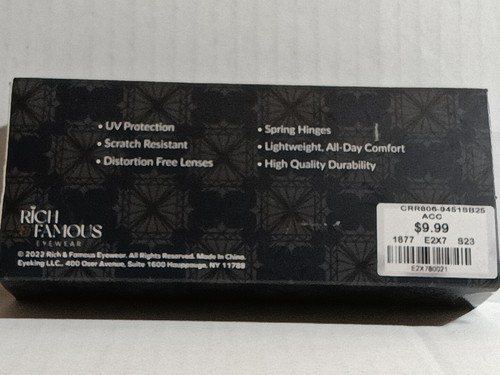 • UV Protection
• Scratch Resistant
• Distortion Free Lenses
• Spring Hinges
• Lightweight, All-Day Comfort
• High Quality Durability
RICH
& FAMOUS
EYEWEAR
© 2022 Rich & Famous Eyewear. All Rights Reserved. Made In China.
Eyeking LLC.. 400 Oser Avenue, Suite 1600 Hauppauge, NY 11788
CRR806-9451SB25
ACC
$9.99
1877 E2X7 S23
E2X780021